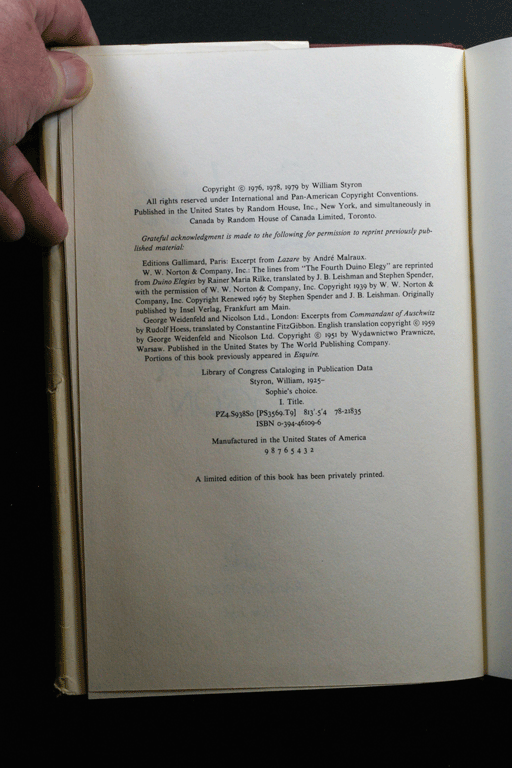 Copyright © 1976, 1978, 1979 by William Styron
All rights reserved under International and Pan-American Copyright Conventions.
Published in the United States by Random House, Inc., New York, and simultaneously in
Canada by Random House of Canada Limited, Toronto.
Grateful acknowledgment is made to the following for permission to reprint previously pub-
lished material:
Editions Gallimard, Paris: Excerpt from Lazare by André Malraux.
W. W. Norton & Company, Inc.: The lines from "The Fourth Duino Elegy" are reprinted
from Duino Elegies by Rainer Maria Rilke, translated by J. B. Leishman and Stephen Spender,
with the permission of W. W. Norton & Company, Inc. Copyright 1939 by W. W. Norton &
Company, Inc. Copyright Renewed 1967 by Stephen Spender and J. B. Leishman. Originally
published by Insel Verlag, Frankfurt am Main.
George Weidenfeld and Nicolson Ltd., London: Excerpts from Commandant of Auschwitz
by Rudolf Hoess, translated by Constantine FitzGibbon. English translation copyright © 1959
by George Weidenfeld and Nicolson Ltd. Copyright © 1951 by Wydawnictwo Prawnicze,
Warsaw. Published in the United States by The World Publishing Company.
Portions of this book previously appeared in Esquire.
Library of Congress Cataloging in Publication Data
Styron, William, 1925–
Sophie's choice.
I. Title.
PZ4.S938So [PS3569.T9] 813'.5'4 78-21835
ISBN 0-394-46109-6
Manufactured in the United States of America
9 8 7 6 5 4 3 2
A limited edition of this book has been privately printed.